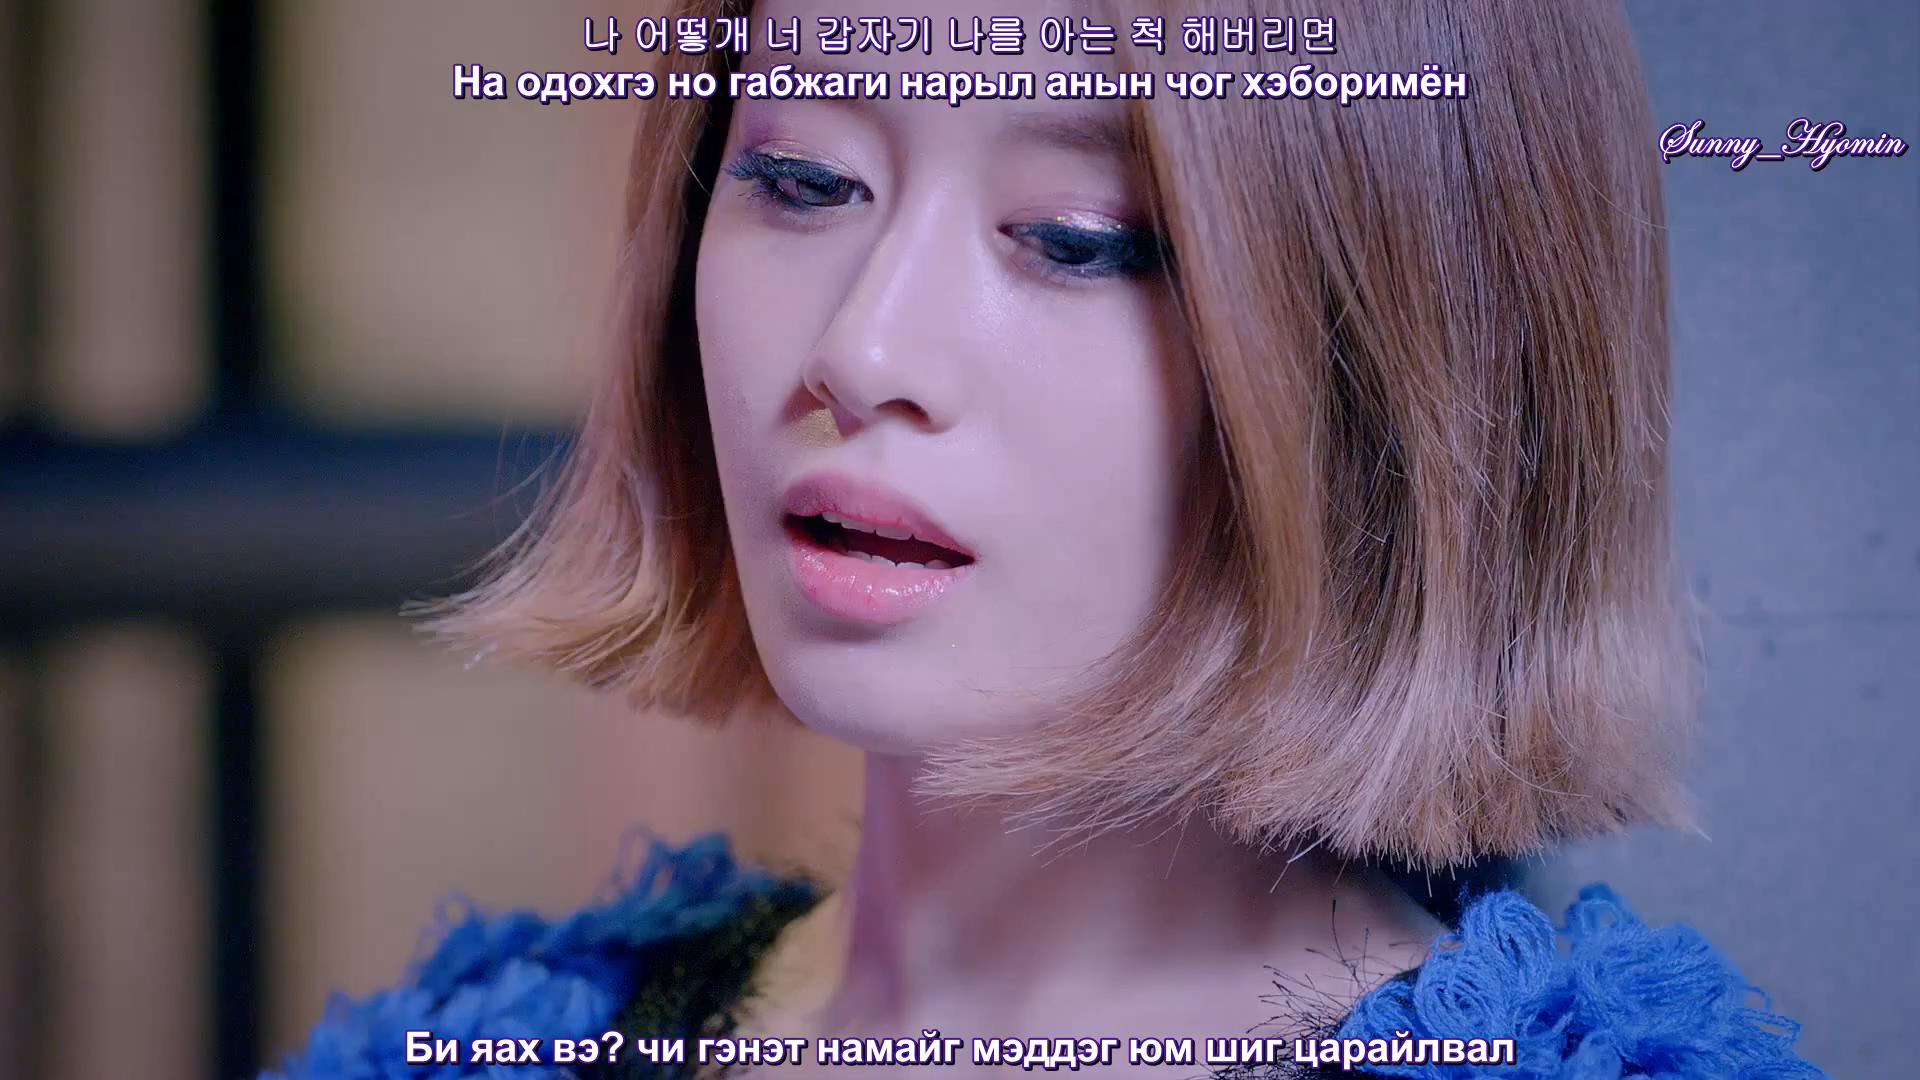 나 어떻개 너 갑자기 나를 아는 척 해버리면
На одохгэ но габжаги нарыл анын чог хэборимён
Sunny_Hyomin
Би яах вэ? чи гэнэт намайг мэддэг юм шиг царайлвал